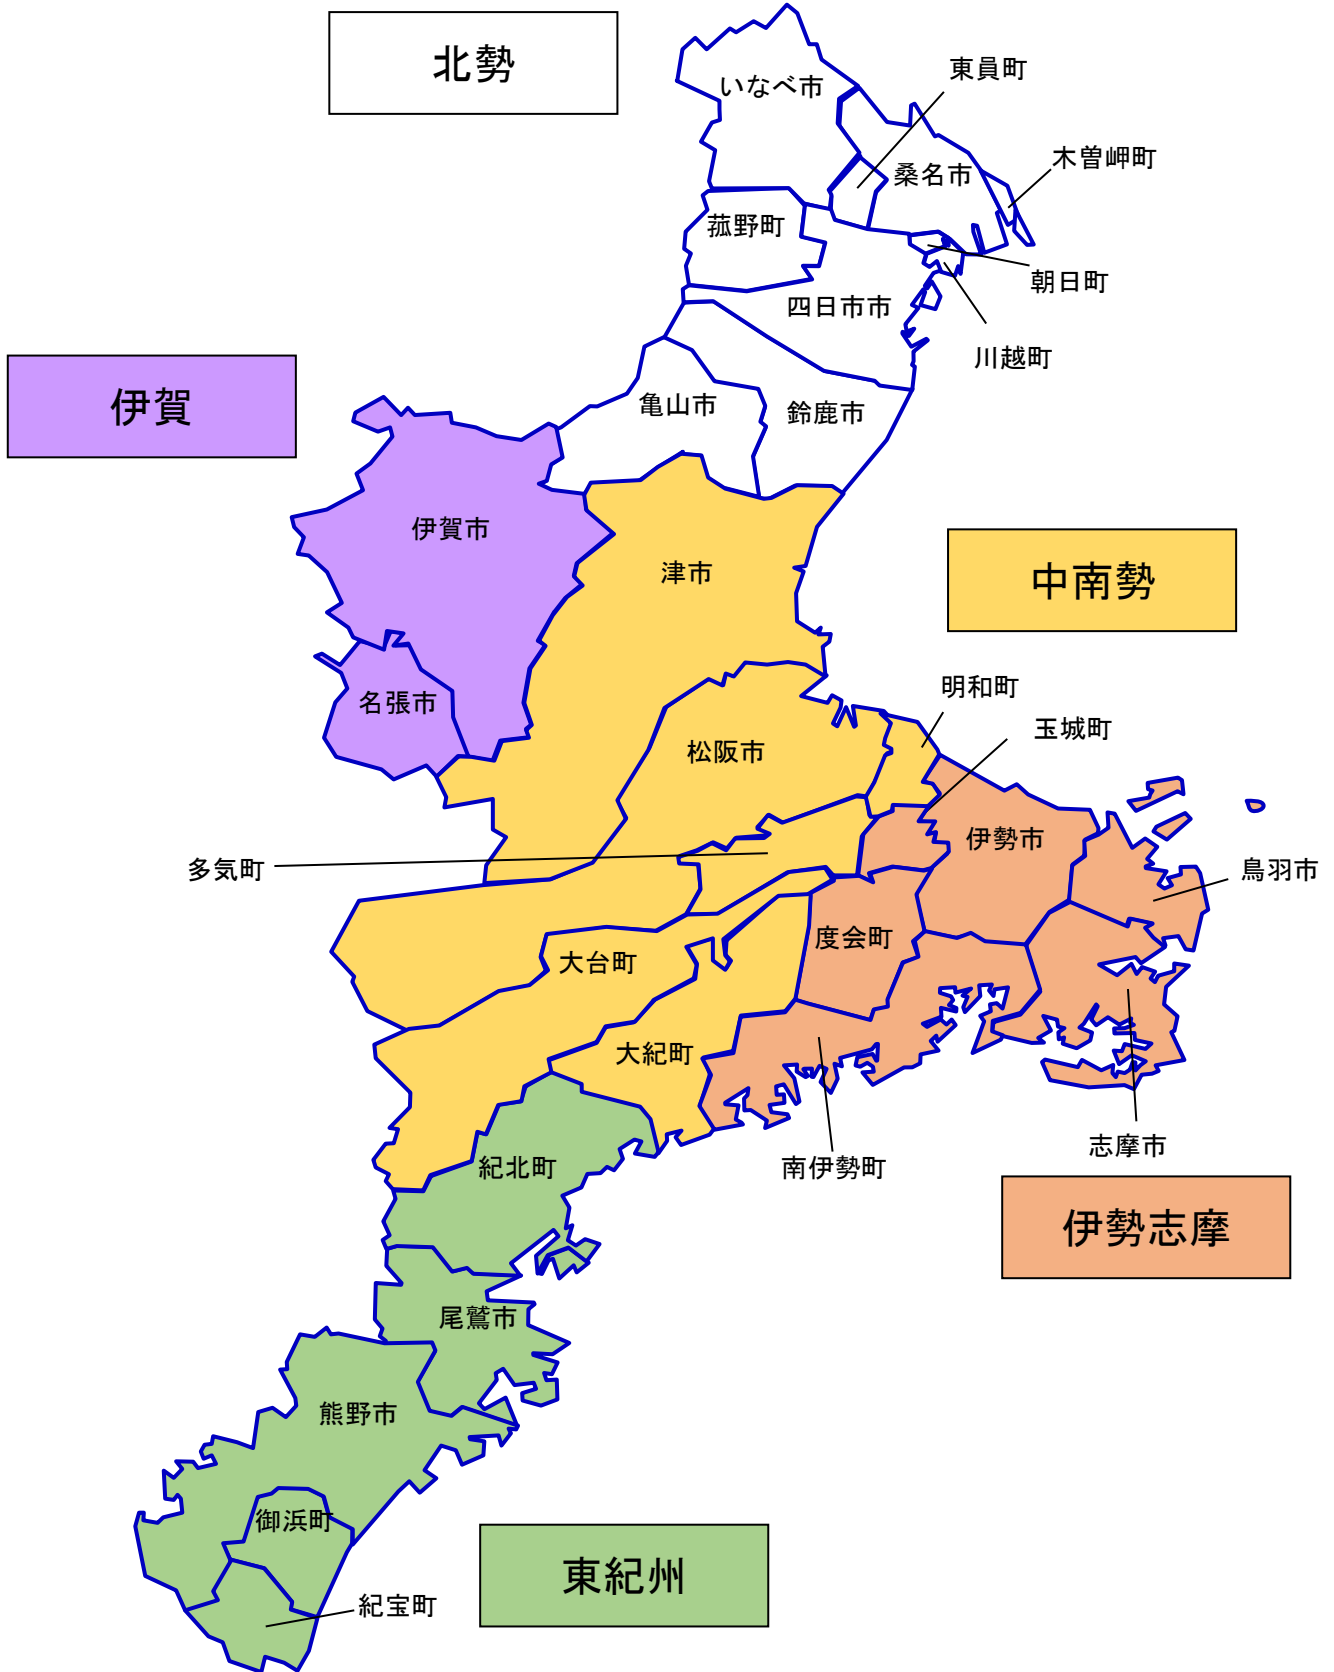 北勢
いなべ市
東員町
木曽岬町
桑名市
菰野町
朝日町
四日市市
川越町
伊賀
亀山市
鈴鹿市
伊賀市
津市
中南勢
名張市
明和町
玉城町
松阪市
伊勢市
多気町
鳥羽市
度会町
大台町
大紀町
志摩市
南伊勢町
紀北町
伊勢志摩
尾鷲市
熊野市
御浜町
東紀州
紀宝町